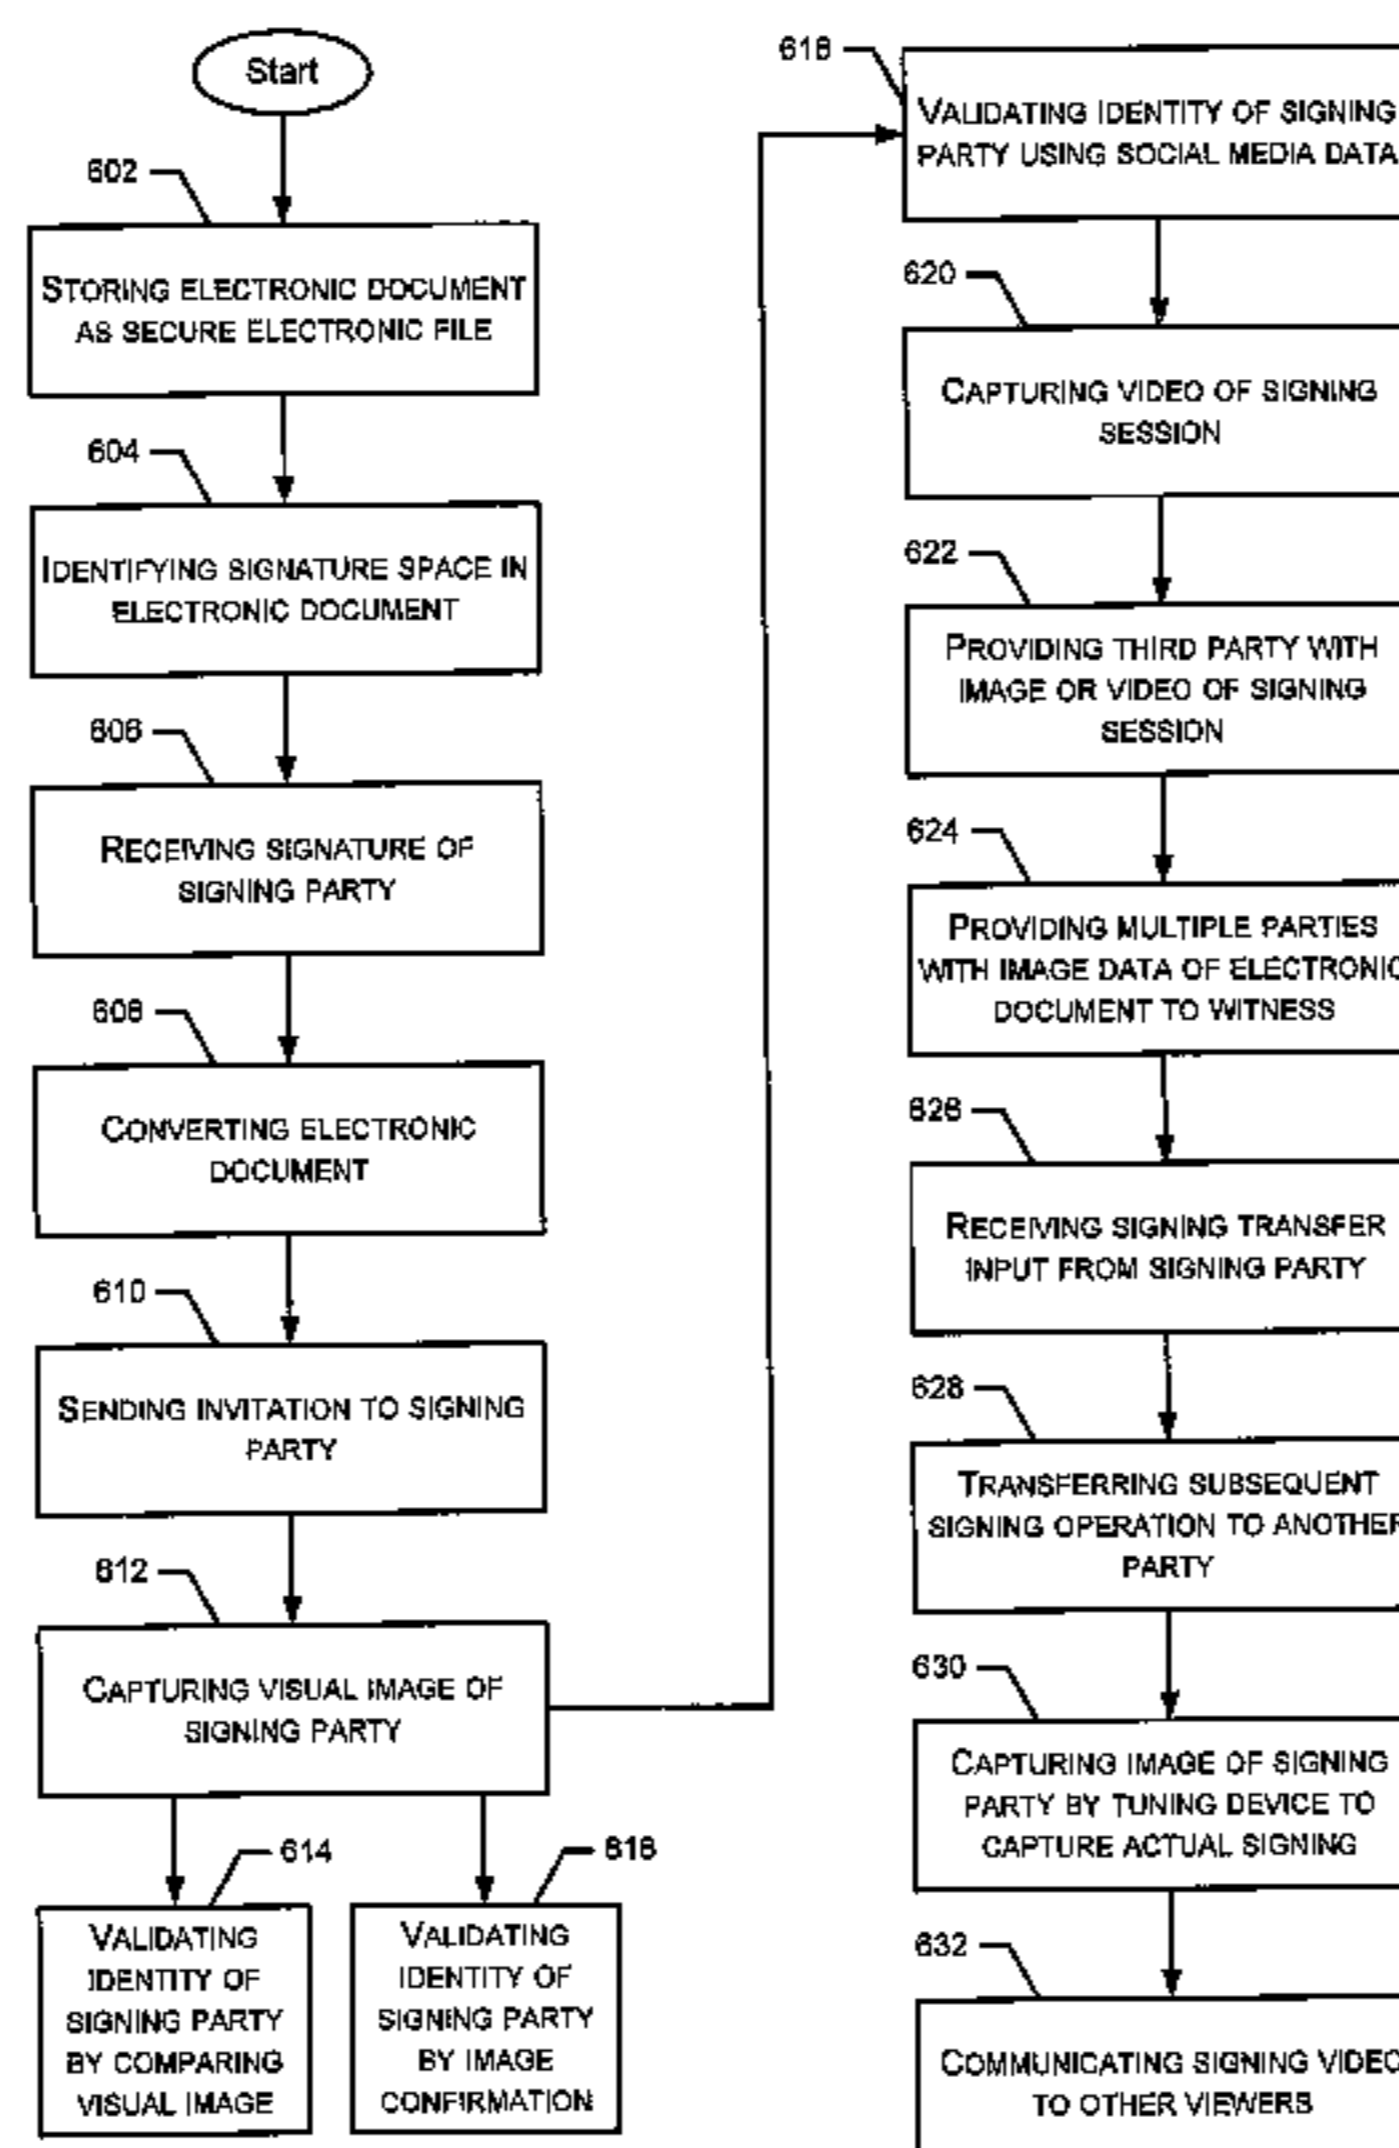 Start
602
STORING ELECTRONIC DOCUMENT
AS SECURE ELECTRONIC FILE
604
IDENTIFYING SIGNATURE SPACE IN
ELECTRONIC DOCUMENT
606
RECEIVING SIGNATURE OF
SIGNING PARTY
608
CONVERTING ELECTRONIC
DOCUMENT
610
SENDING INVITATION TO SIGNING
PARTY
612
CAPTURING VISUAL IMAGE OF
SIGNING PARTY
614
VALIDATING
IDENTITY OF
SIGNING PARTY
BY COMPARING
VISUAL IMAGE
616
VALIDATING
IDENTITY OF
SIGNING PARTY
BY IMAGE
CONFIRMATION
618
VALIDATING IDENTITY OF SIGNING
PARTY USING SOCIAL MEDIA DATA
620
CAPTURING VIDEO OF SIGNING
SESSION
622
PROVIDING THIRD PARTY WITH
IMAGE OR VIDEO OF SIGNING
SESSION
624
PROVIDING MULTIPLE PARTIES
WITH IMAGE DATA OF ELECTRONIC
DOCUMENT TO WITNESS
626
RECEIVING SIGNING TRANSFER
INPUT FROM SIGNING PARTY
628
TRANSFERRING SUBSEQUENT
SIGNING OPERATION TO ANOTHER
PARTY
630
CAPTURING IMAGE OF SIGNING
PARTY BY TUNING DEVICE TO
CAPTURE ACTUAL SIGNING
632
COMMUNICATING SIGNING VIDEO
TO OTHER VIEWERS